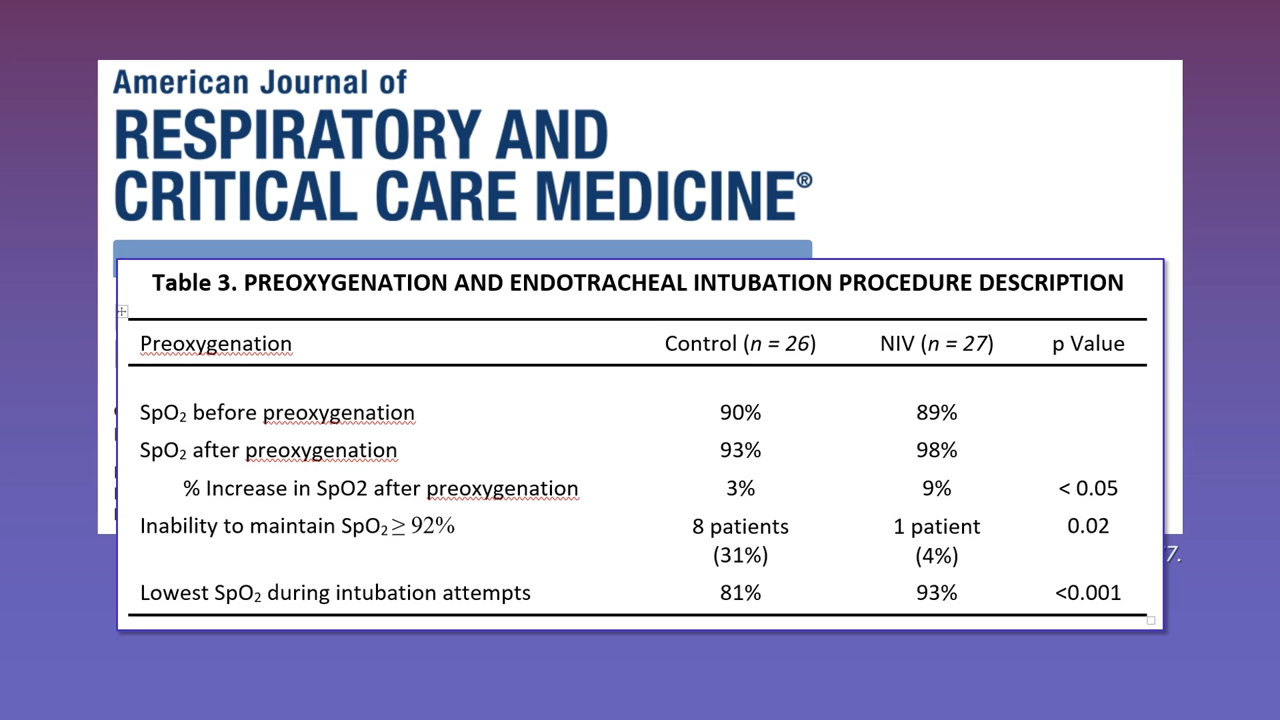 American Journal of
RESPIRATORY AND
CRITICAL CARE MEDICINE®
Table 3. PREOXYGENATION AND ENDOTRACHEAL INTUBATION PROCEDURE DESCRIPTION
Preoxygenation Control (n = 26) NIV (n = 27) p Value
SpO₂ before preoxygenation 90% 89%
SpO₂ after preoxygenation 93% 98%
% Increase in SpO2 after preoxygenation 3% 9% < 0.05
Inability to maintain SpO₂ ≥ 92% 8 patients 1 patient 0.02
(31%) (4%)
Lowest SpO₂ during intubation attempts 81% 93% <0.001
7.